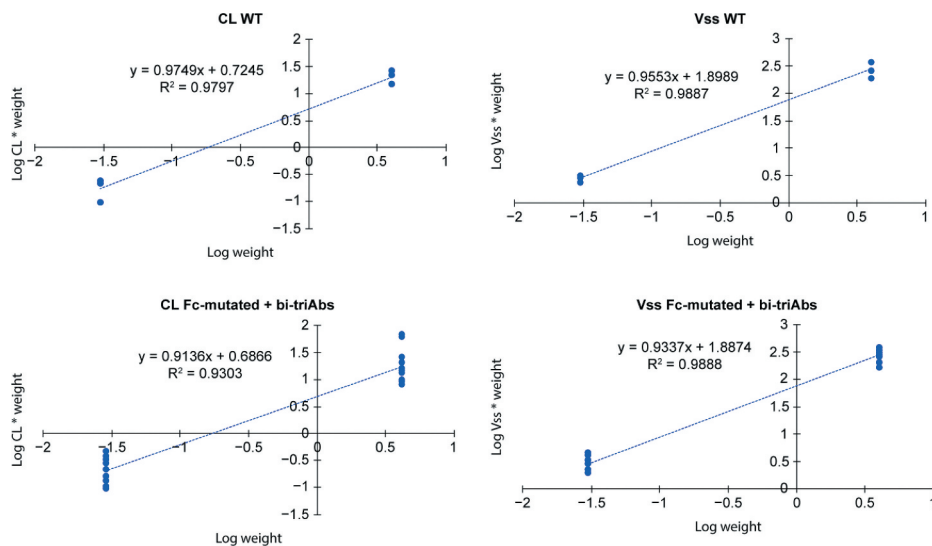 CL WT
y = 0.9749x + 0.7245
R² = 0.9797
Log CL * weight
2
1.5
1
0.5
0
−0.5
−1
−1.5
−2
−1.5
−1
−0.5
0
0.5
1
Log weight
Vss WT
y = 0.9553x + 1.8989
R² = 0.9887
Log Vss * weight
3
2.5
2
1.5
1
0.5
0
−2
−1.5
−1
−0.5
0
0.5
1
Log weight
CL Fc-mutated + bi-triAbs
y = 0.9136x + 0.6866
R² = 0.9303
Log CL * weight
2
1.5
1
0.5
0
−0.5
−1
−1.5
−2
−1.5
−1
−0.5
0
0.5
1
Log weight
Vss Fc-mutated + bi-triAbs
y = 0.9337x + 1.8874
R² = 0.9888
Log Vss * weight
3
2.5
2
1.5
1
0.5
0
−2
−1.5
−1
−0.5
0
0.5
1
Log weight